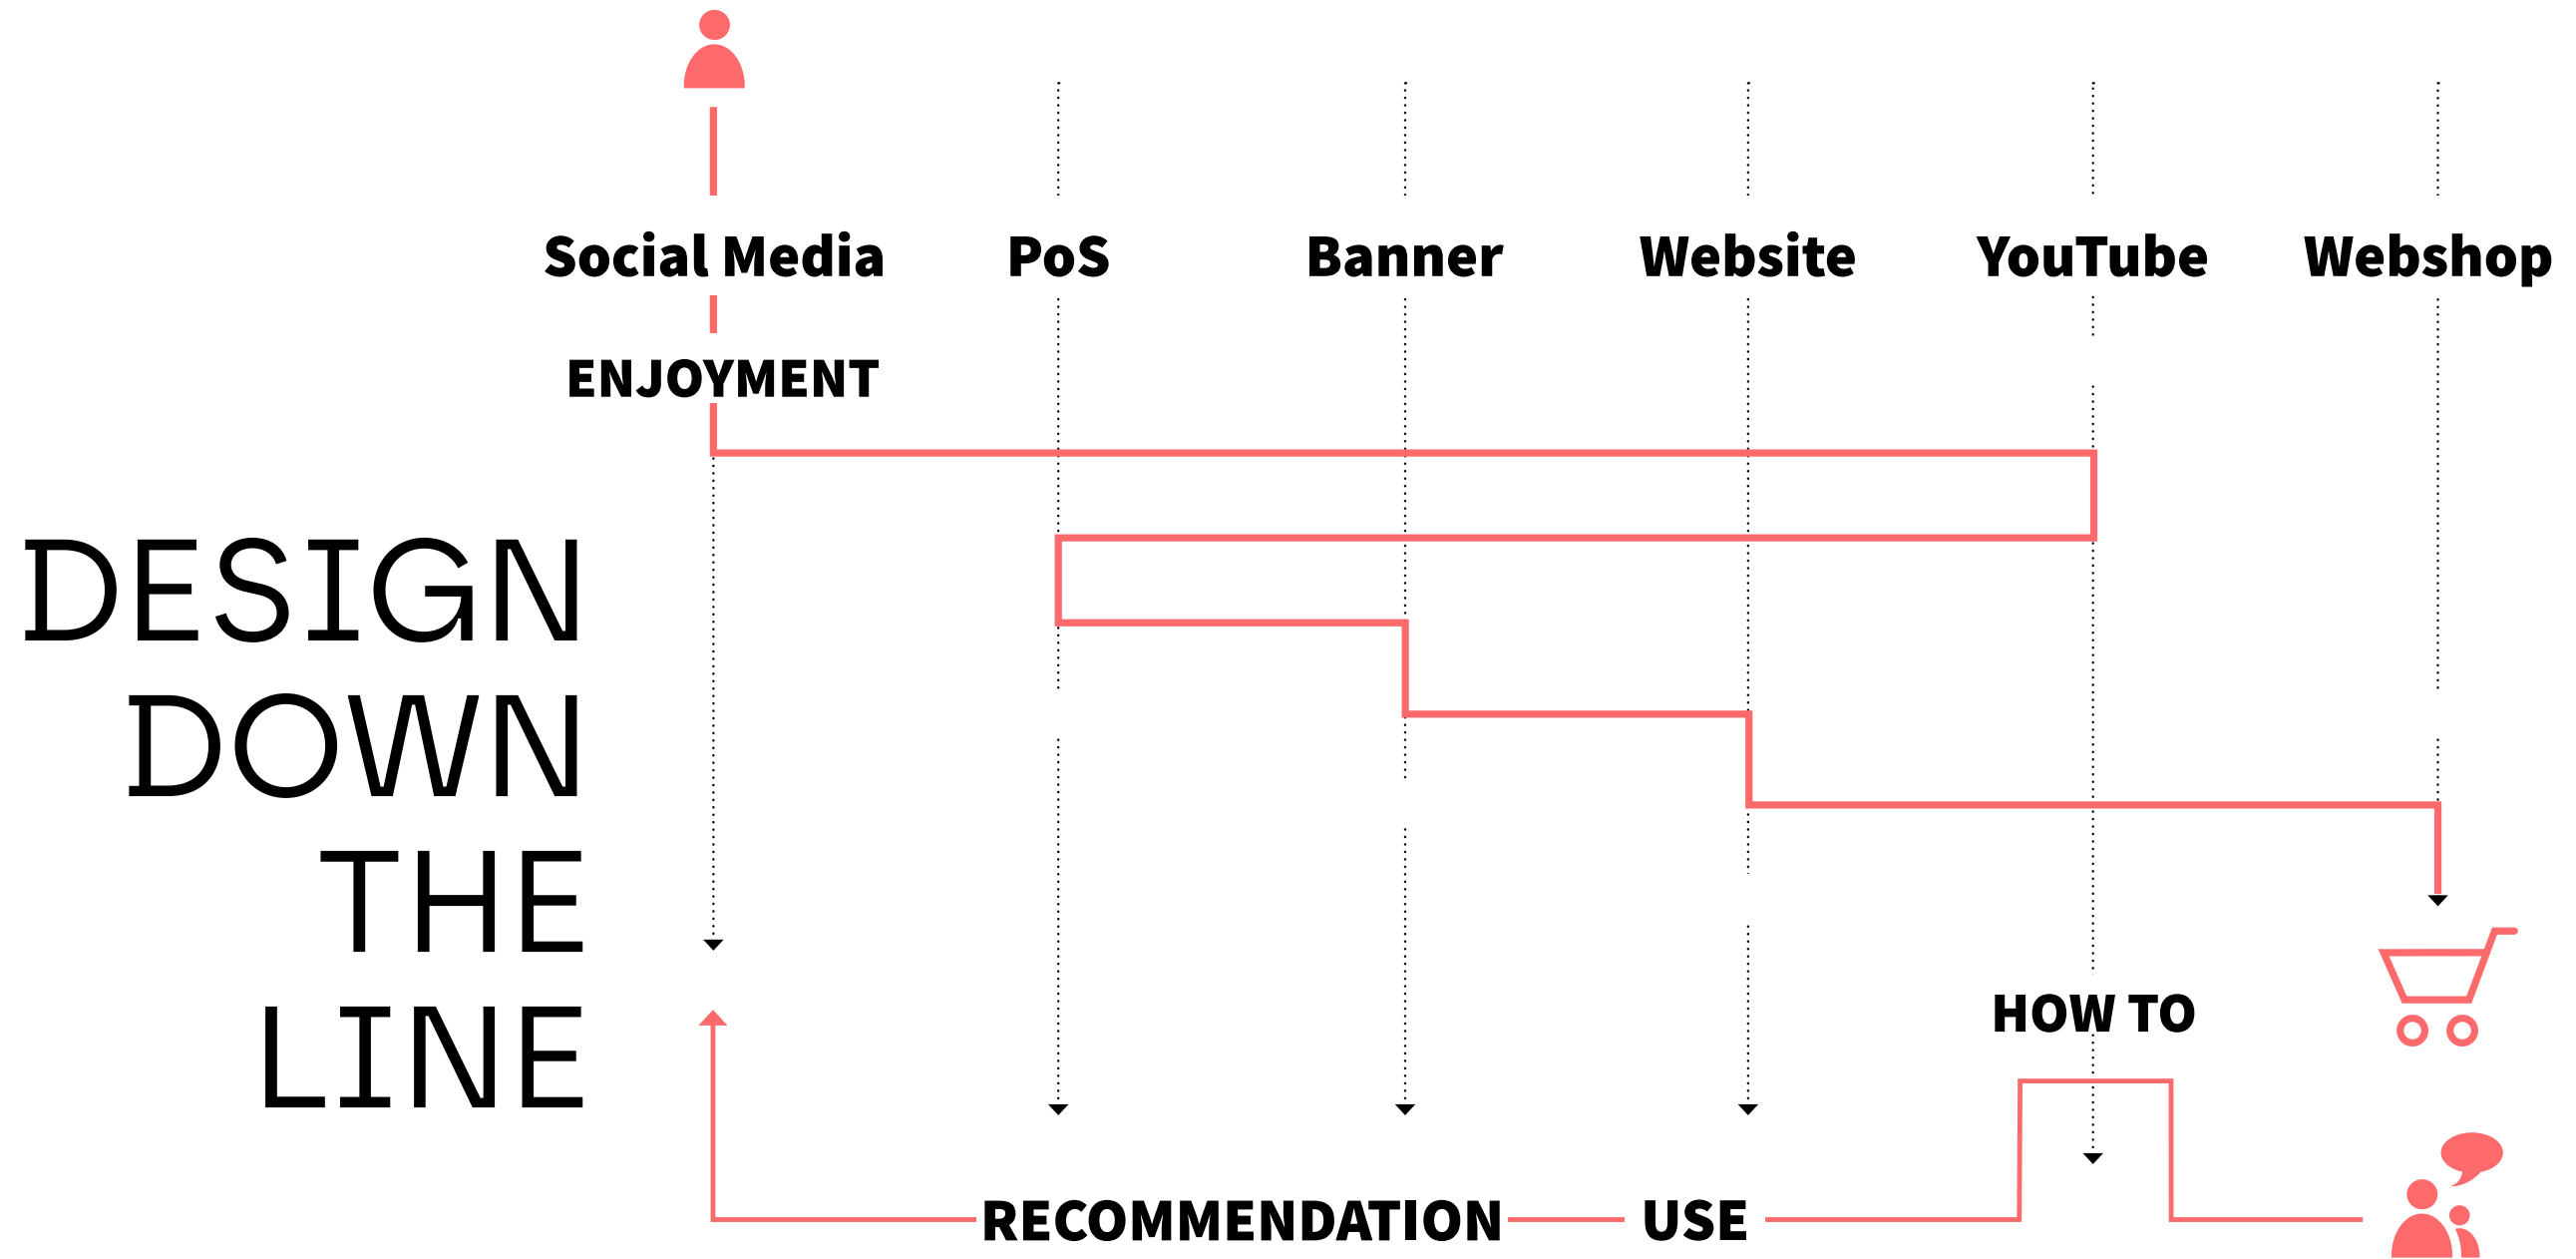 Social Media PoS Banner Website YouTube Webshop
ENJOYMENT
DESIGN
DOWN
THE
LINE
HOW TO
RECOMMENDATION USE